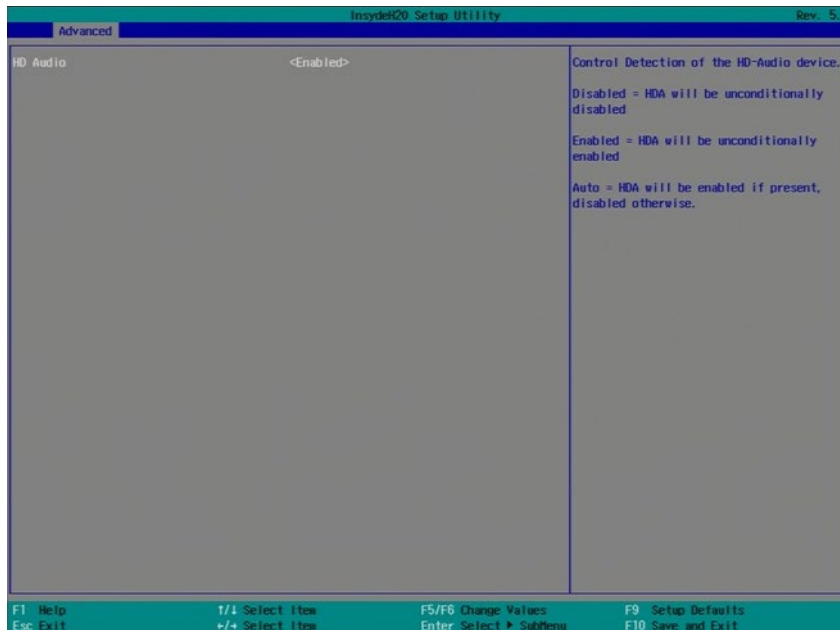 InsydeH20 Setup Utility Rev. 5.
Advanced
HD Audio <Enabled>
Control Detection of the HD-Audio device.
Disabled = HDA will be unconditionally
disabled
Enabled = HDA will be unconditionally
enabled
Auto = HDA will be enabled if present,
disabled otherwise.
F1 Help ↑/↓ Select Item F5/F6 Change Values F9 Setup Defaults
Esc Exit ←/→ Select Item Enter Select ▶ SubMenu F10 Save and Exit